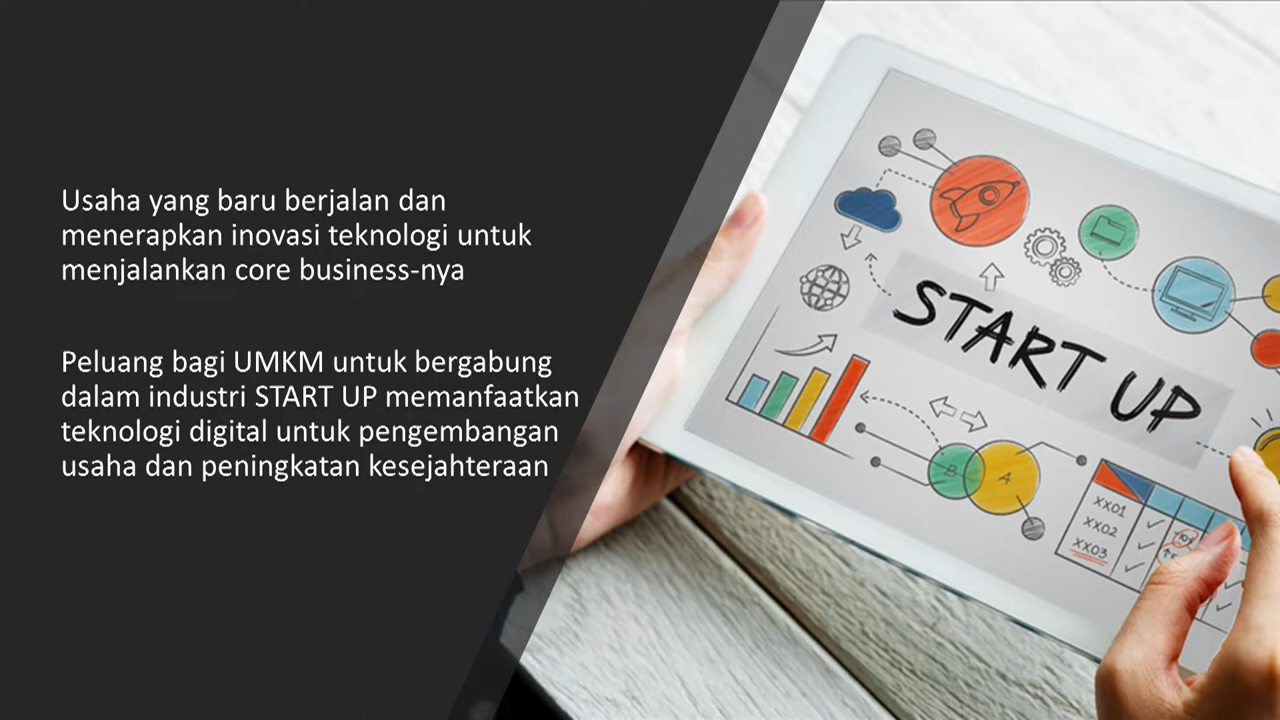 Usaha yang baru berjalan dan
menerapkan inovasi teknologi untuk
menjalankan core business-nya
Peluang bagi UMKM untuk bergabung
dalam industri START UP memanfaatkan
teknologi digital untuk pengembangan
usaha dan peningkatan kesejahteraan
START UP
B
A
XX01
XX02
XX03